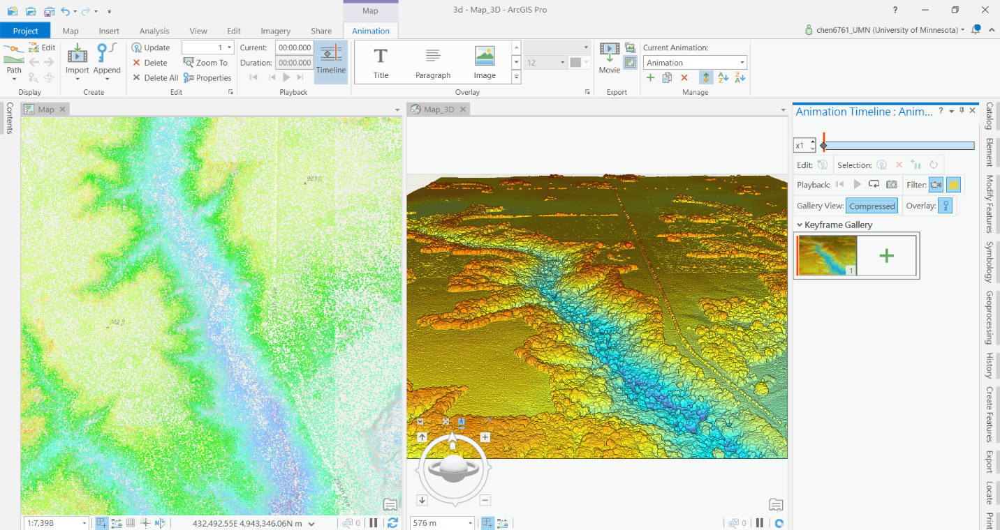 Map
3d - Map_3D - ArcGIS Pro
?
Project Map Insert Analysis View Edit Imagery Share Animation
chen6761_UMN (University of Minnesota)
Path
Edit
Display
Import
Append
Create
Update
1
Delete
Zoom To
Delete All
Properties
Edit
Current: 00:00.000
Duration: 00:00.000
Playback
Timeline
T
Title
Paragraph
Image
12
Overlay
Movie
Export
Current Animation:
Animation
A
Z
Z
A
Manage
Contents
Map
Map_3D
983 ft
982 ft
1:7,398
N
432,492.55E 4,943,346.06N m
0
576 m
0
Animation Timeline : Anim... ?
x1
Edit:
Selection:
Playback:
Filter:
Gallery View: Compressed
Overlay:
Keyframe Gallery
1
Catalog
Element
Modify Features
Symbology
Geoprocessing
History
Create Features
Export
Locate
Print